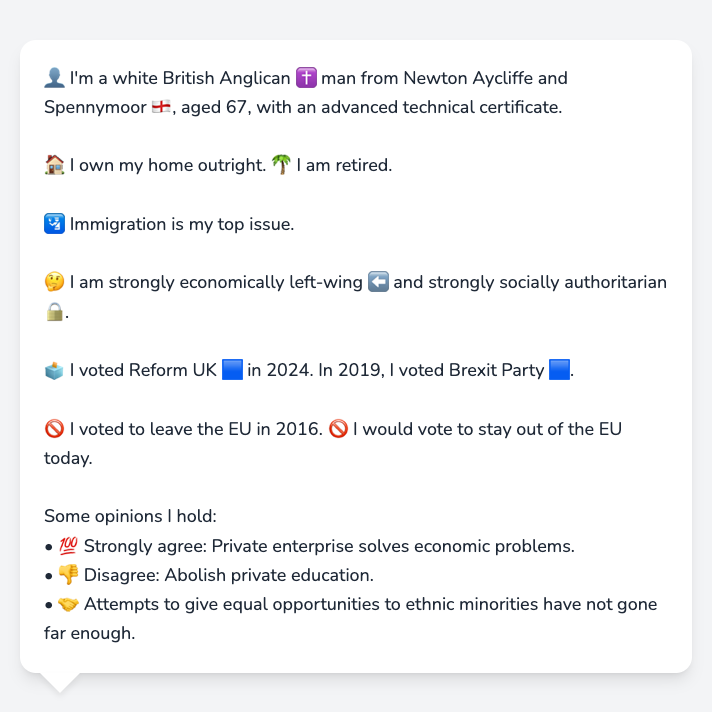 👤 I'm a white British Anglican ✝️ man from Newton Aycliffe and
Spennymoor 🏴󠁧󠁢󠁥󠁮󠁧󠁿, aged 67, with an advanced technical certificate.
🏠 I own my home outright. 🌴 I am retired.
🛂 Immigration is my top issue.
🤔 I am strongly economically left-wing ⬅️ and strongly socially authoritarian
🔒.
🗳️ I voted Reform UK 🟦 in 2024. In 2019, I voted Brexit Party 🟦.
🚫 I voted to leave the EU in 2016. 🚫 I would vote to stay out of the EU
today.
Some opinions I hold:
• 💯 Strongly agree: Private enterprise solves economic problems.
• 👎 Disagree: Abolish private education.
• 🤝 Attempts to give equal opportunities to ethnic minorities have not gone
far enough.